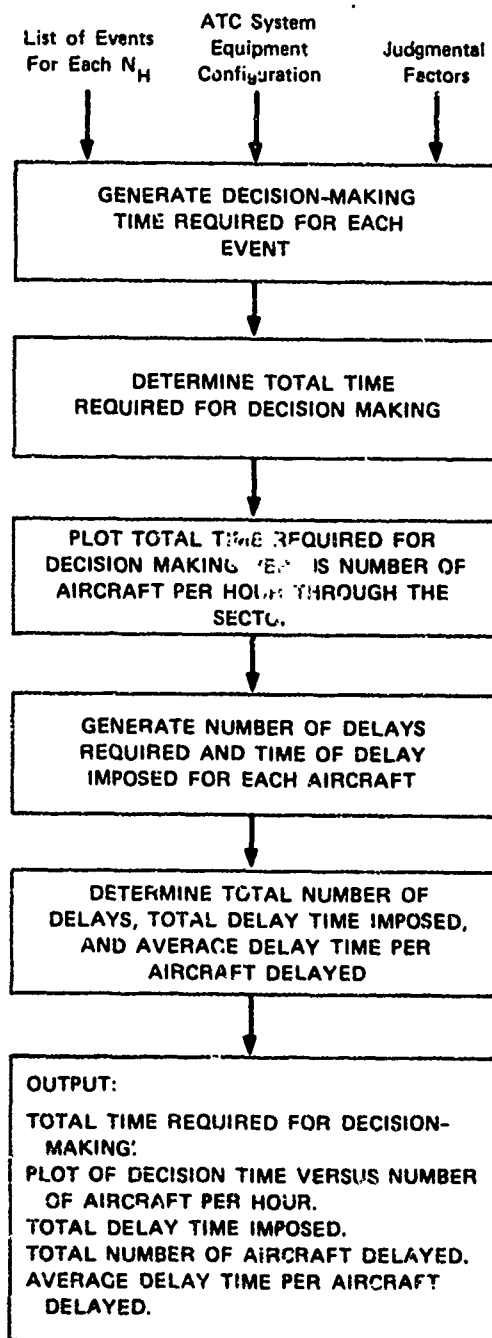 List of Events
For Each N_H
ATC System
Equipment
Configuration
Judgmental
Factors
GENERATE DECISION-MAKING
TIME REQUIRED FOR EACH
EVENT
DETERMINE TOTAL TIME
REQUIRED FOR DECISION MAKING
PLOT TOTAL TIME REQUIRED FOR
DECISION MAKING NUMBER OF
AIRCRAFT PER HOUR THROUGH THE
GENERATE NUMBER OF DELAYS
REQUIRED AND TIME OF DELAY
IMPOSED FOR EACH AIRCRAFT
DETERMINE TOTAL NUMBER OF
DELAYS, TOTAL DELAY TIME IMPOSED,
AND AVERAGE DELAY TIME PER
AIRCRAFT DELAYED
OUTPUT:
TOTAL TIME REQUIRED FOR DECISION-
MAKING.
PLOT OF DECISION TIME VERSUS NUMBER
OF AIRCRAFT PER HOUR.
TOTAL DELAY TIME IMPOSED.
TOTAL NUMBER OF AIRCRAFT DELAYED.
AVERAGE DELAY TIME PER AIRCRAFT
DELAYED.